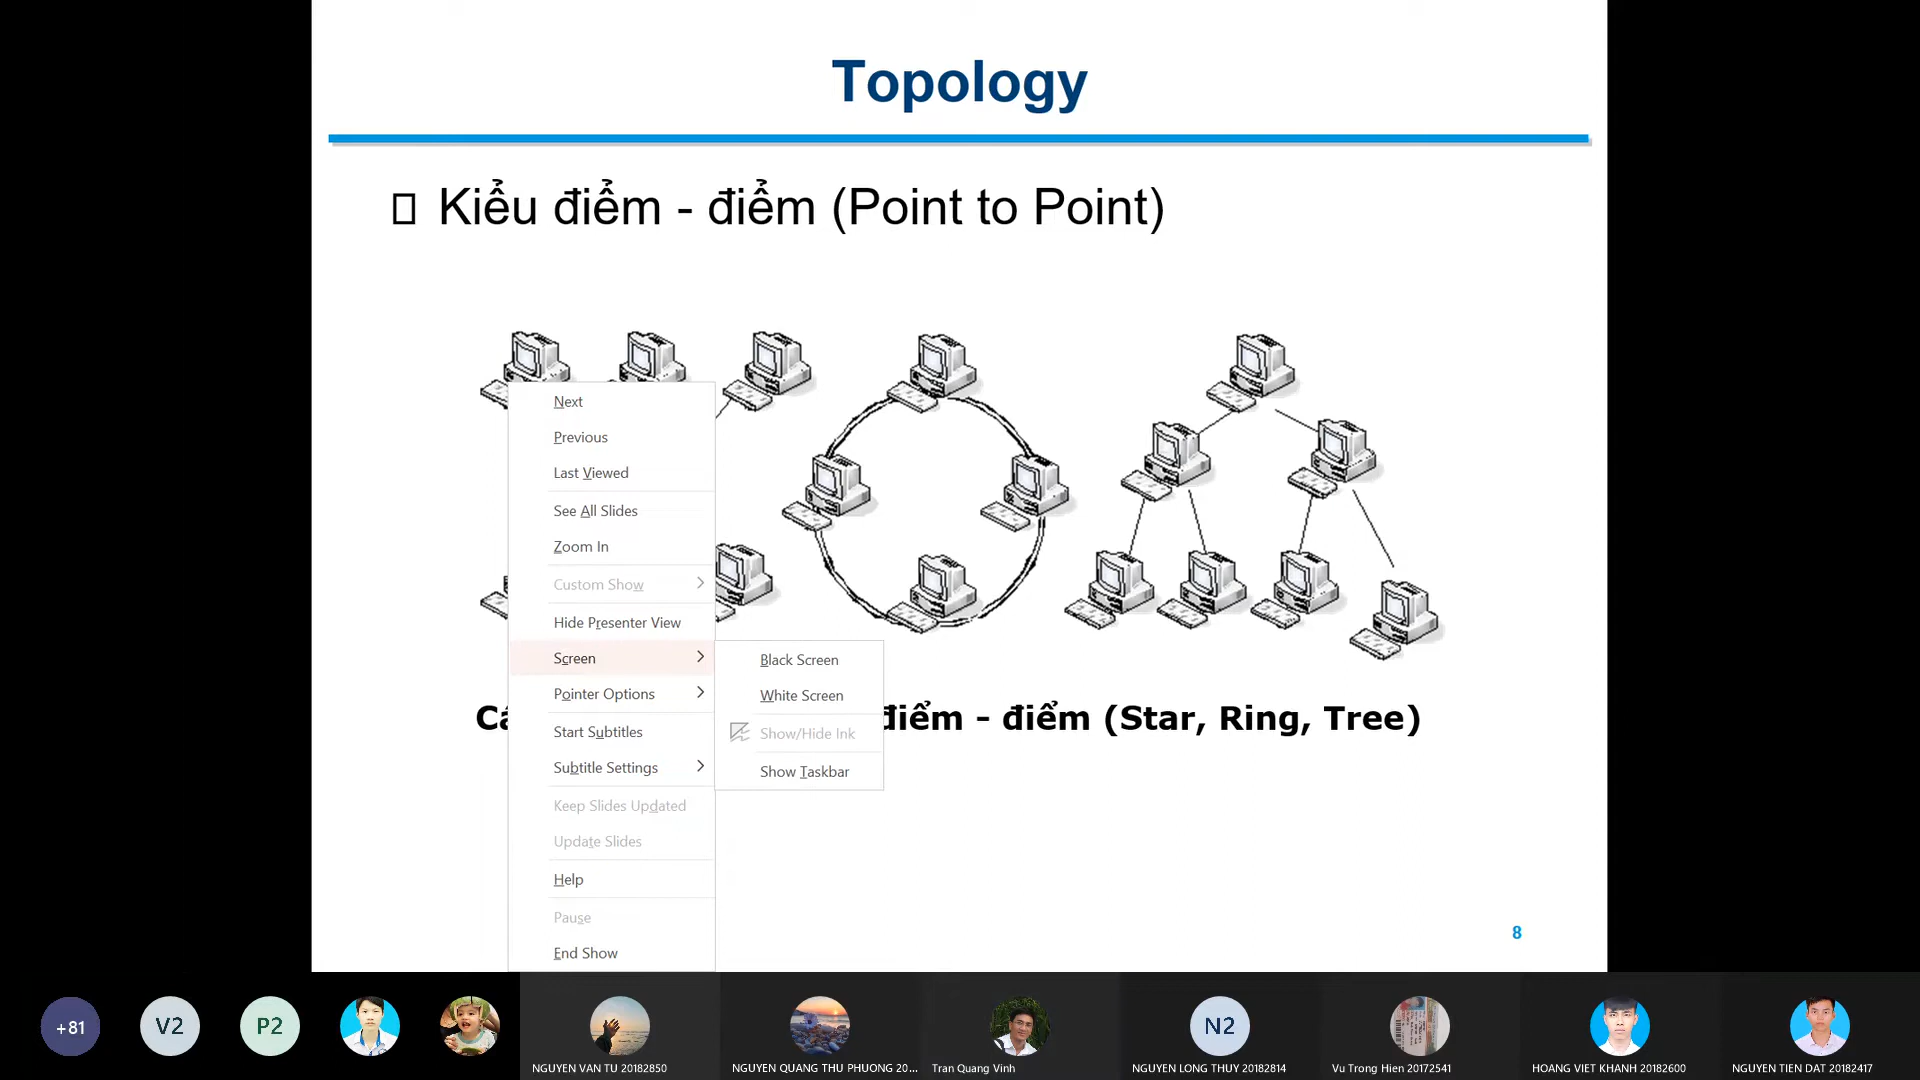 Topology
Kiểu điểm - điểm (Point to Point)
Next
Previous
Last Viewed
See All Slides
Zoom In
Custom Show
Hide Presenter View
Screen
Pointer Options
Start Subtitles
Subtitle Settings
Keep Slides Updated
Update Slides
Help
Pause
End Show
Black Screen
White Screen
Show/Hide Ink
Show Taskbar
điểm - điểm (Star, Ring, Tree)
8
+81
V2
P2
N2
NGUYEN VAN TU 20182850
NGUYEN QUANG THU PHUONG 20...
Tran Quang Vinh
NGUYEN LONG THUY 20182814
Vu Trong Hien 20172541
HOANG VIET KHANH 20182600
NGUYEN TIEN DAT 20182417